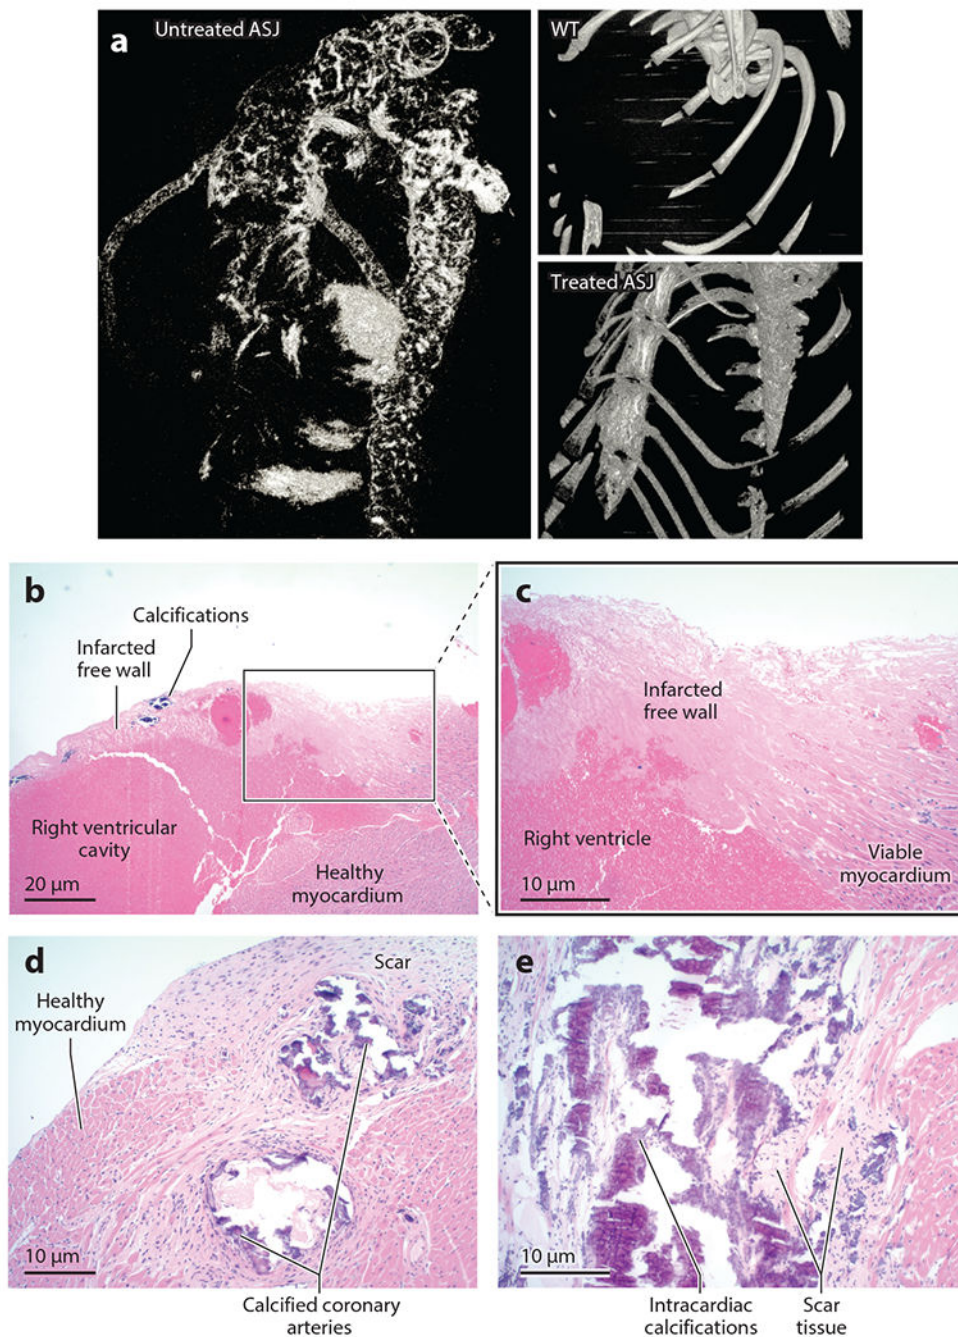 a
Untreated ASJ
WT
Treated ASJ
b
Calcifications
Infarcted
free wall
Right ventricular
cavity
20 μm
Healthy
myocardium
c
Infarcted
free wall
Right ventricle
Viable
myocardium
10 μm
d
Scar
Healthy
myocardium
10 μm
Calcified coronary
arteries
e
10 μm
Intracardiac
calcifications
Scar
tissue